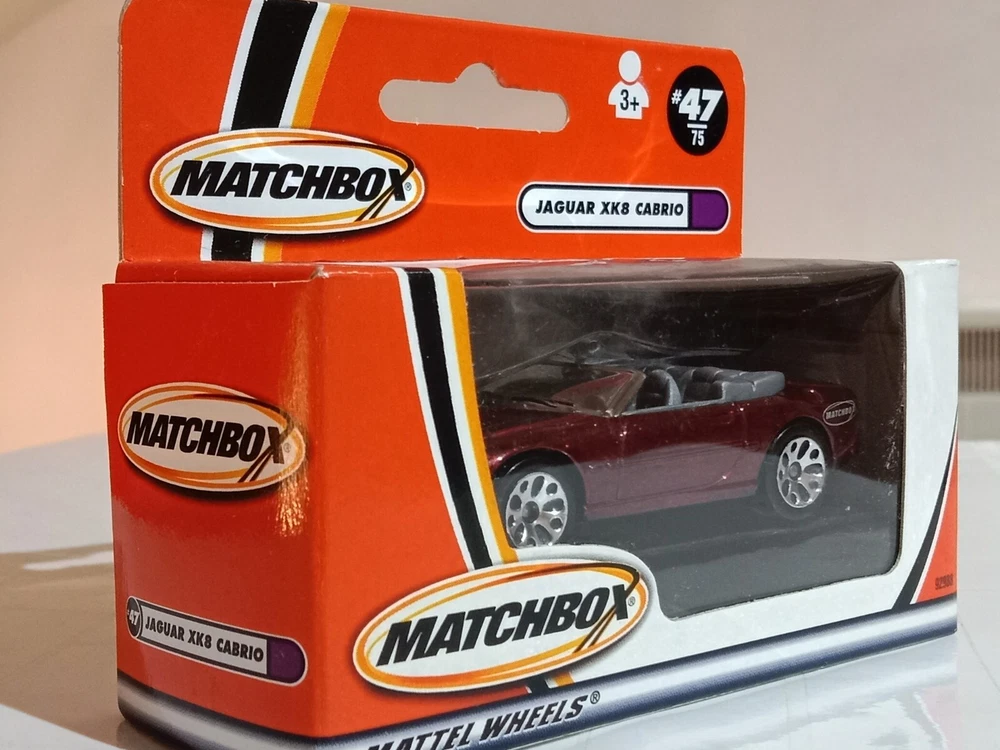 3+
#47
75
MATCHBOX®
JAGUAR XK8 CABRIO
MATCHBOX
MATCHBOX
#47 JAGUAR XK8 CABRIO
MATCHBOX®
MATTEL WHEELS®